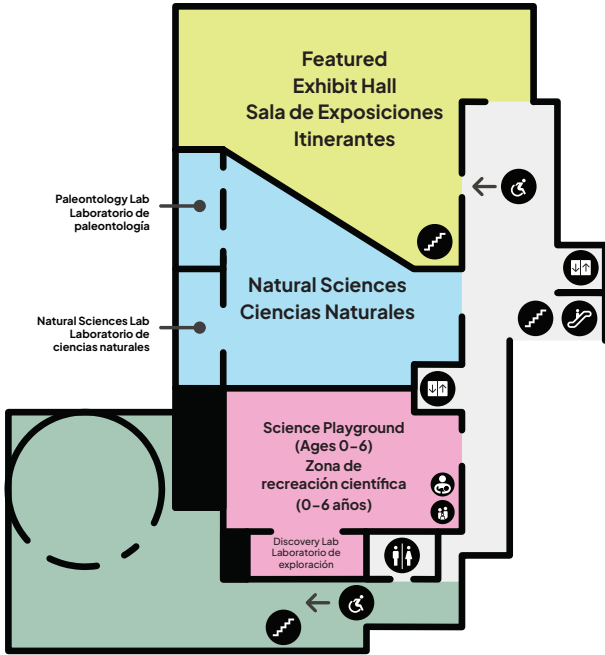 Featured
Exhibit Hall
Sala de Exposiciones
Itinerantes
Paleontology Lab
Laboratorio de
paleontología
Natural Sciences
Ciencias Naturales
Natural Sciences Lab
Laboratorio de
ciencias naturales
Science Playground
(Ages 0–6)
Zona de
recreación científica
(0–6 años)
Discovery Lab
Laboratorio de
exploración